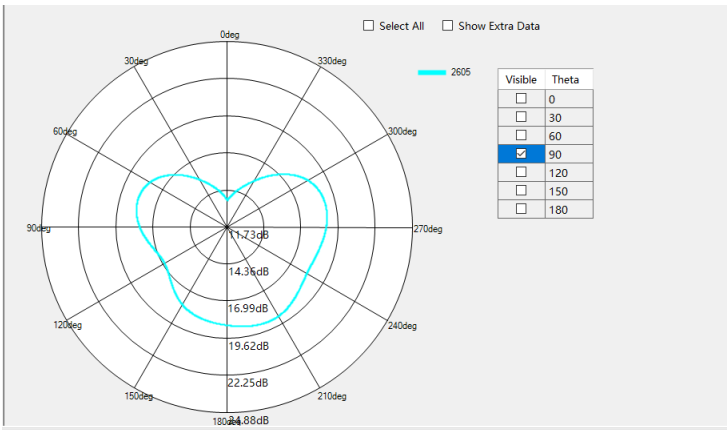 Select All
Show Extra Data
0deg
30deg
330deg
2605
Visible Theta
0
30
60
90
120
150
180
60deg
300deg
90deg
270deg
11.73dB
14.36dB
16.99dB
120deg
240deg
19.62dB
22.25dB
150deg
210deg
180deg
24.88dB